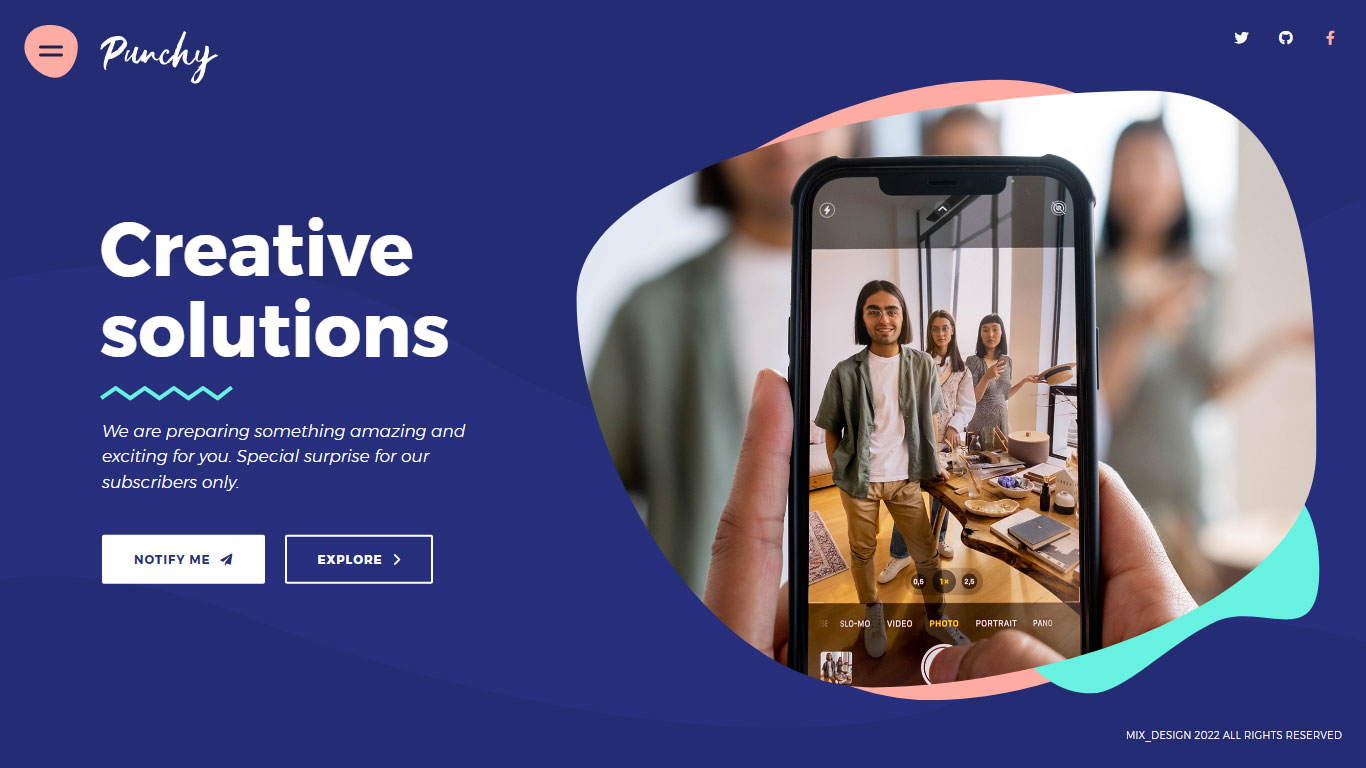 Punchy
Creative
solutions
We are preparing something amazing and
exciting for you. Special surprise for our
subscribers only.
NOTIFY ME
EXPLORE
0,5 1× 2,5
SLO-MO VIDEO PHOTO PORTRAIT PANO
MIX_DESIGN 2022 ALL RIGHTS RESERVED